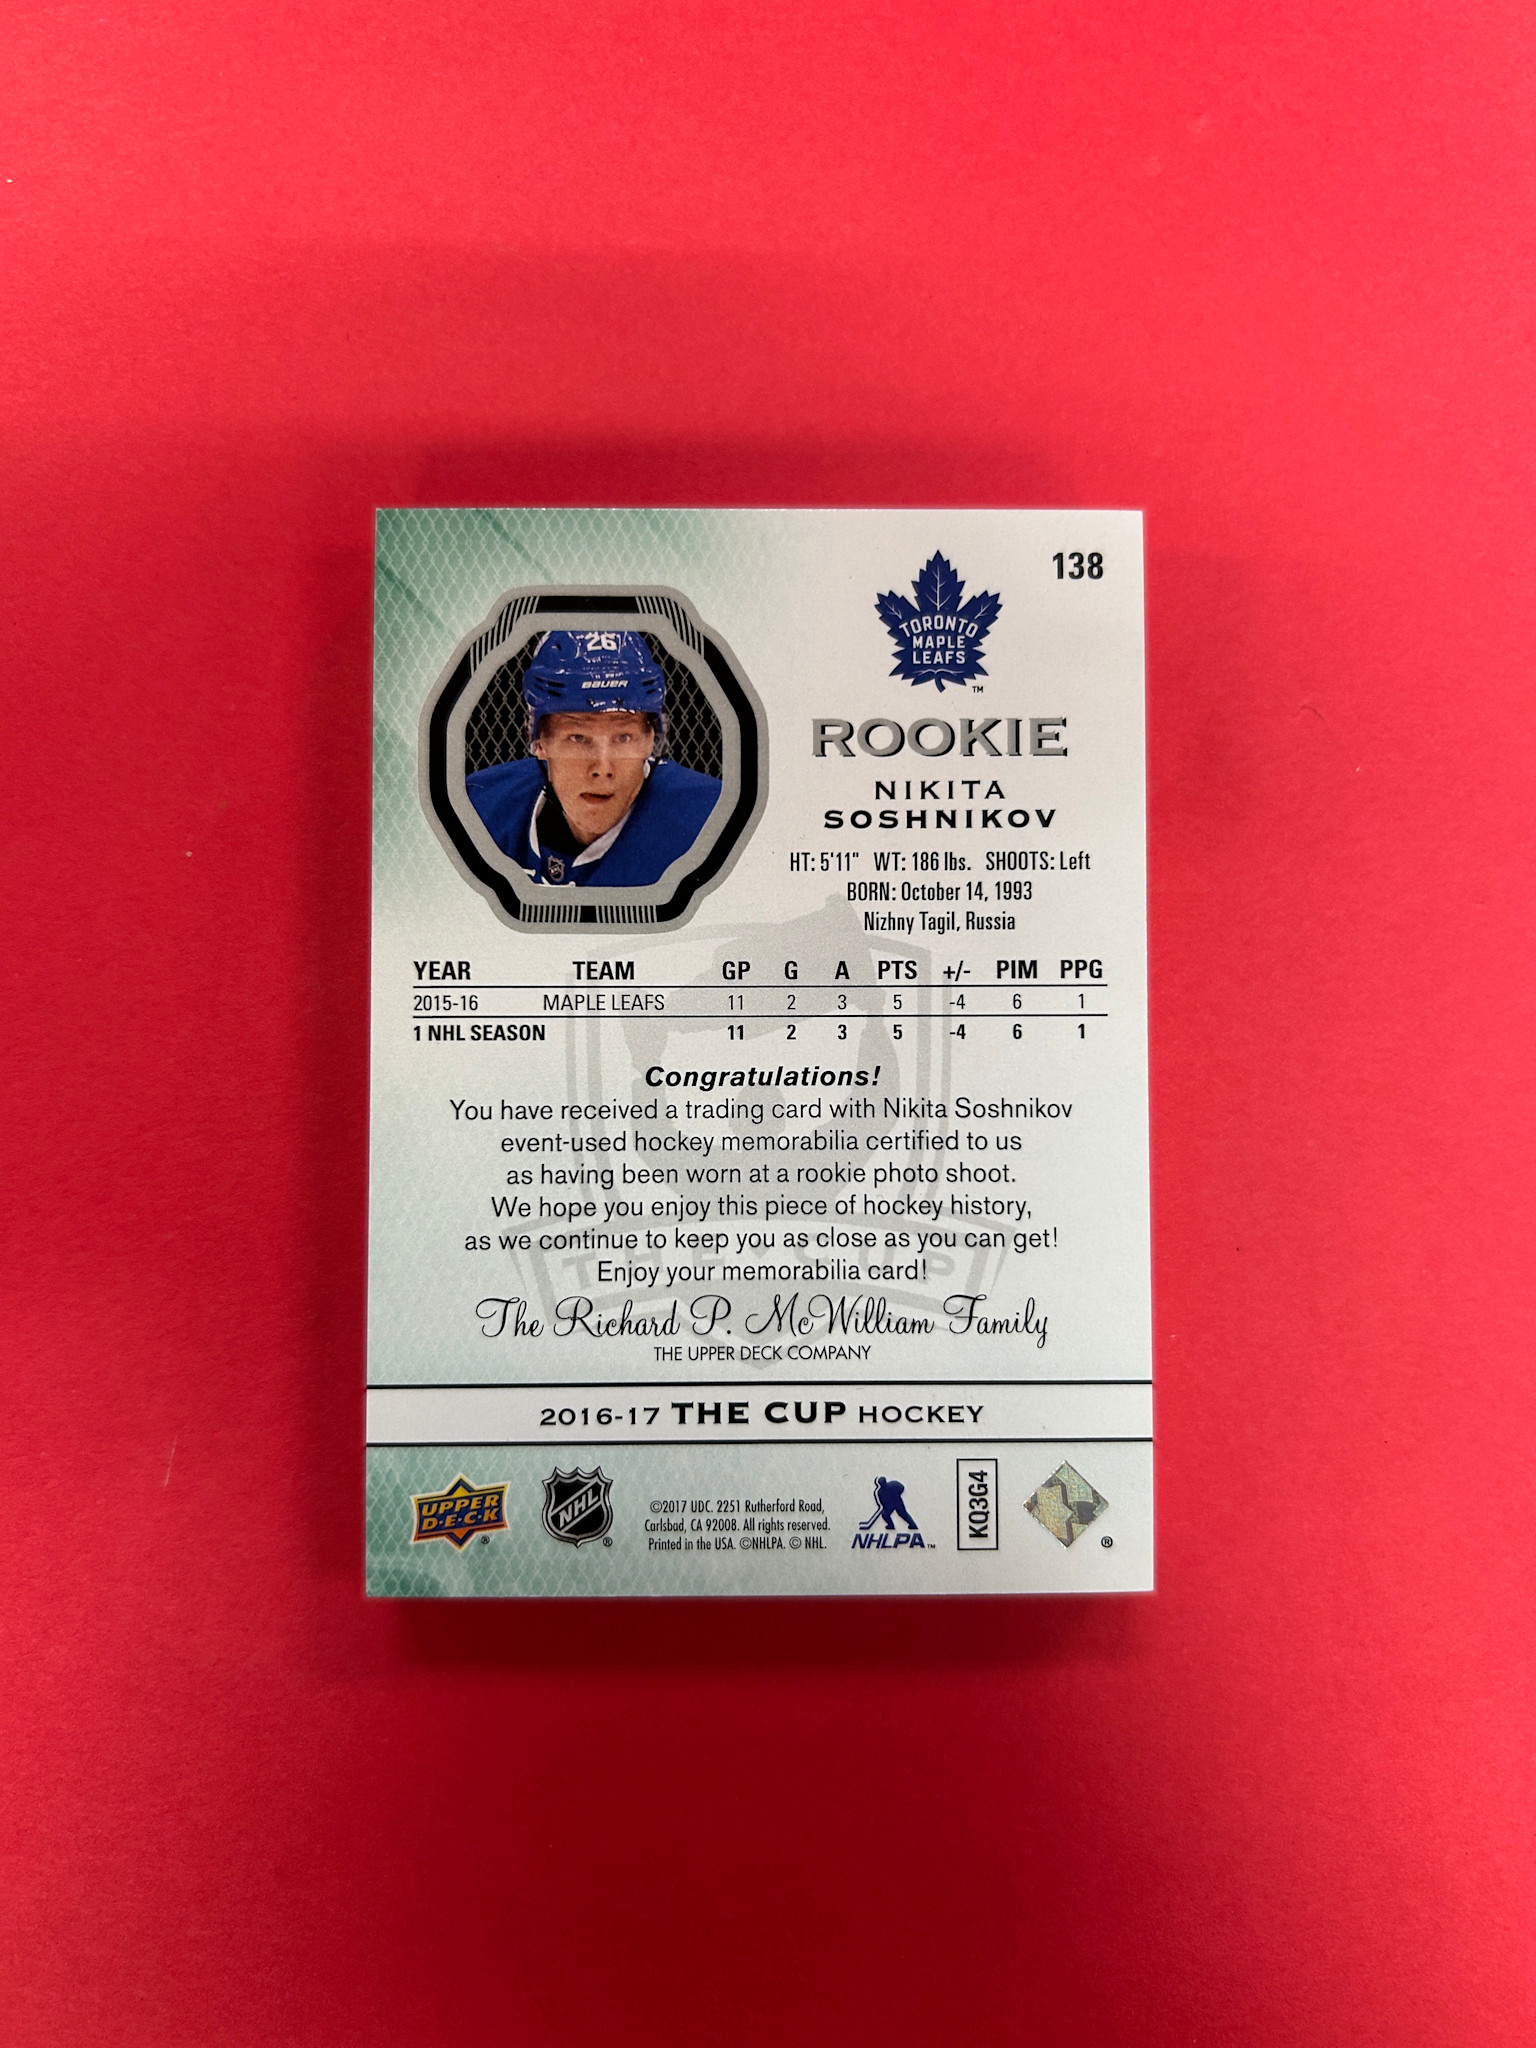 138
TORONTO
MAPLE
LEAFS
TM
26
BAUER
ROOKIE
NIKITA
SOSHNIKOV
HT: 5'11" WT: 186 lbs. SHOOTS: Left
BORN: October 14, 1993
Nizhny Tagil, Russia
YEAR TEAM GP G A PTS +/- PIM PPG
2015-16 MAPLE LEAFS 11 2 3 5 -4 6 1
1 NHL SEASON 11 2 3 5 -4 6 1
Congratulations!
You have received a trading card with Nikita Soshnikov
event-used hockey memorabilia certified to us
as having been worn at a rookie photo shoot.
We hope you enjoy this piece of hockey history,
as we continue to keep you as close as you can get!
Enjoy your memorabilia card!
THE CUP
The Richard P. McWilliam Family
THE UPPER DECK COMPANY
2016-17 THE CUP HOCKEY
UPPER
D·E·C·K
®
NHL
®
©2017 UDC. 2251 Rutherford Road,
Carlsbad, CA 92008. All rights reserved.
Printed in the USA. ©NHLPA. © NHL.
NHLPA™
KQ3G4
®